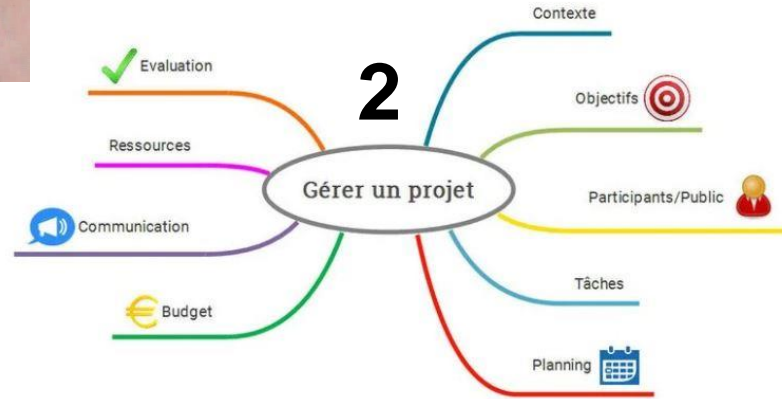 Contexte
Evaluation
2
Objectifs
Ressources
Gérer un projet
Participants/Public
Communication
Tâches
Budget
Planning